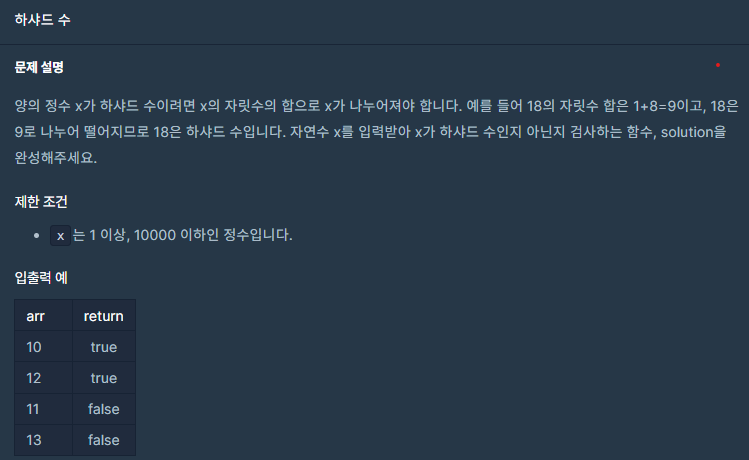 하샤드 수
문제 설명
양의 정수 x가 하샤드 수이려면 x의 자릿수의 합으로 x가 나누어져야 합니다. 예를 들어 18의 자릿수 합은 1+8=9이고, 18은
9로 나누어 떨어지므로 18은 하샤드 수입니다. 자연수 x를 입력받아 x가 하샤드 수인지 아닌지 검사하는 함수, solution을
완성해주세요.
제한 조건
• x 는 1 이상, 10000 이하인 정수입니다.
입출력 예
arr return
10 true
12 true
11 false
13 false